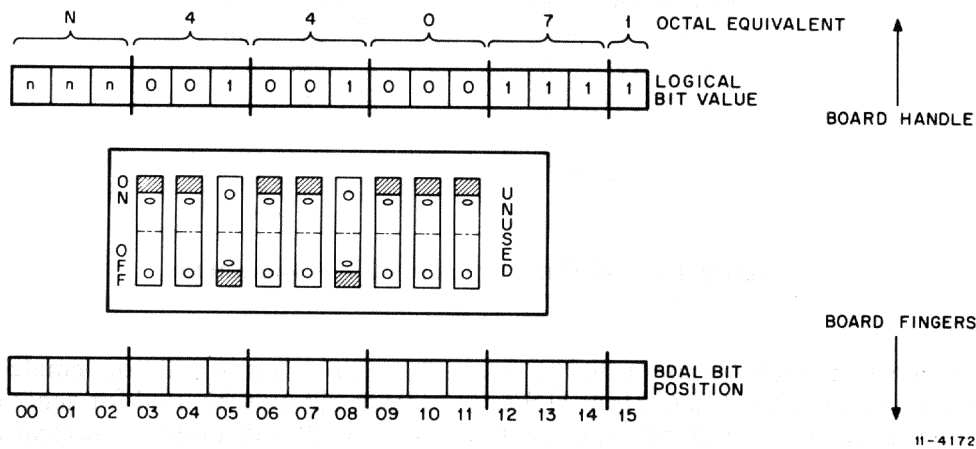 N 4 4 0 7 1 OCTAL EQUIVALENT
n n n 0 0 1 0 0 1 0 0 0 1 1 1 1 LOGICAL
BIT VALUE
BOARD HANDLE
ON
OFF
UNUSED
BOARD FINGERS
BDAL BIT
POSITION
00 01 02 03 04 05 06 07 08 09 10 11 12 13 14 15
11-4172